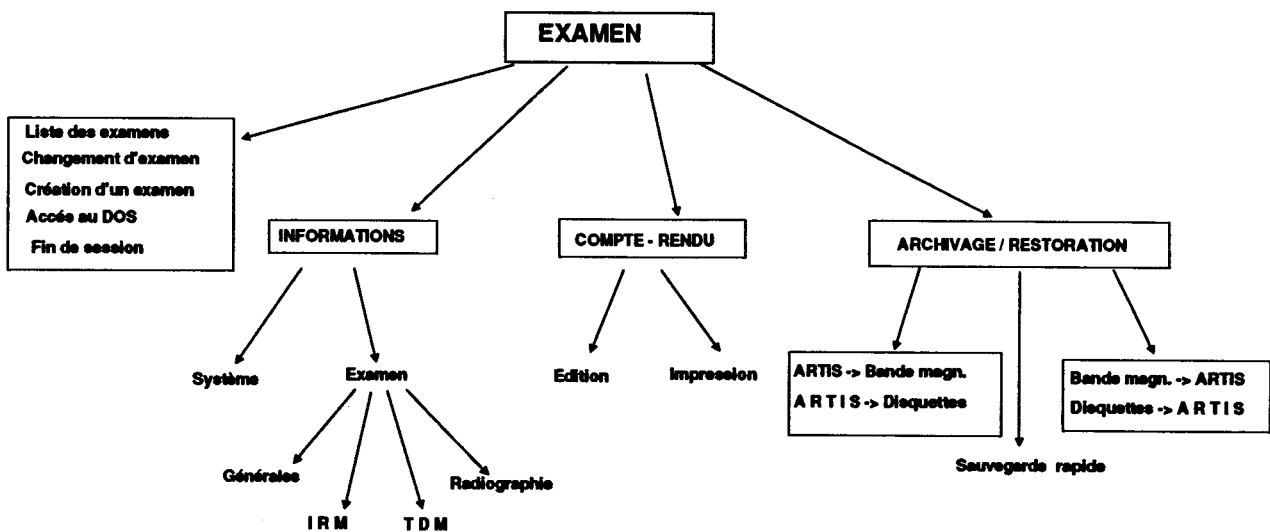 EXAMEN
Liste des examens
Changement d'examen
Création d'un examen
Accés au DOS
Fin de session
INFORMATIONS
COMPTE - RENDU
ARCHIVAGE / RESTORATION
Système
Examen
Edition
Impression
ARTIS -> Bande magn.
A R T I S -> Disquettes
Bande magn. -> ARTIS
Disquettes -> A R T I S
Générales
I R M
T D M
Radiographie
Sauvegarde rapide